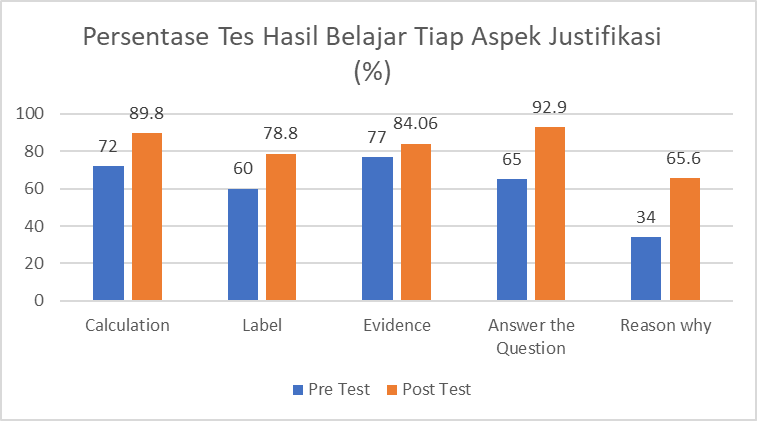 Persentase Tes Hasil Belajar Tiap Aspek Justifikasi
(%)
100
80
60
40
20
0
72
89.8
60
78.8
77
84.06
65
92.9
34
65.6
Calculation
Label
Evidence
Answer the
Question
Reason why
Pre Test
Post Test